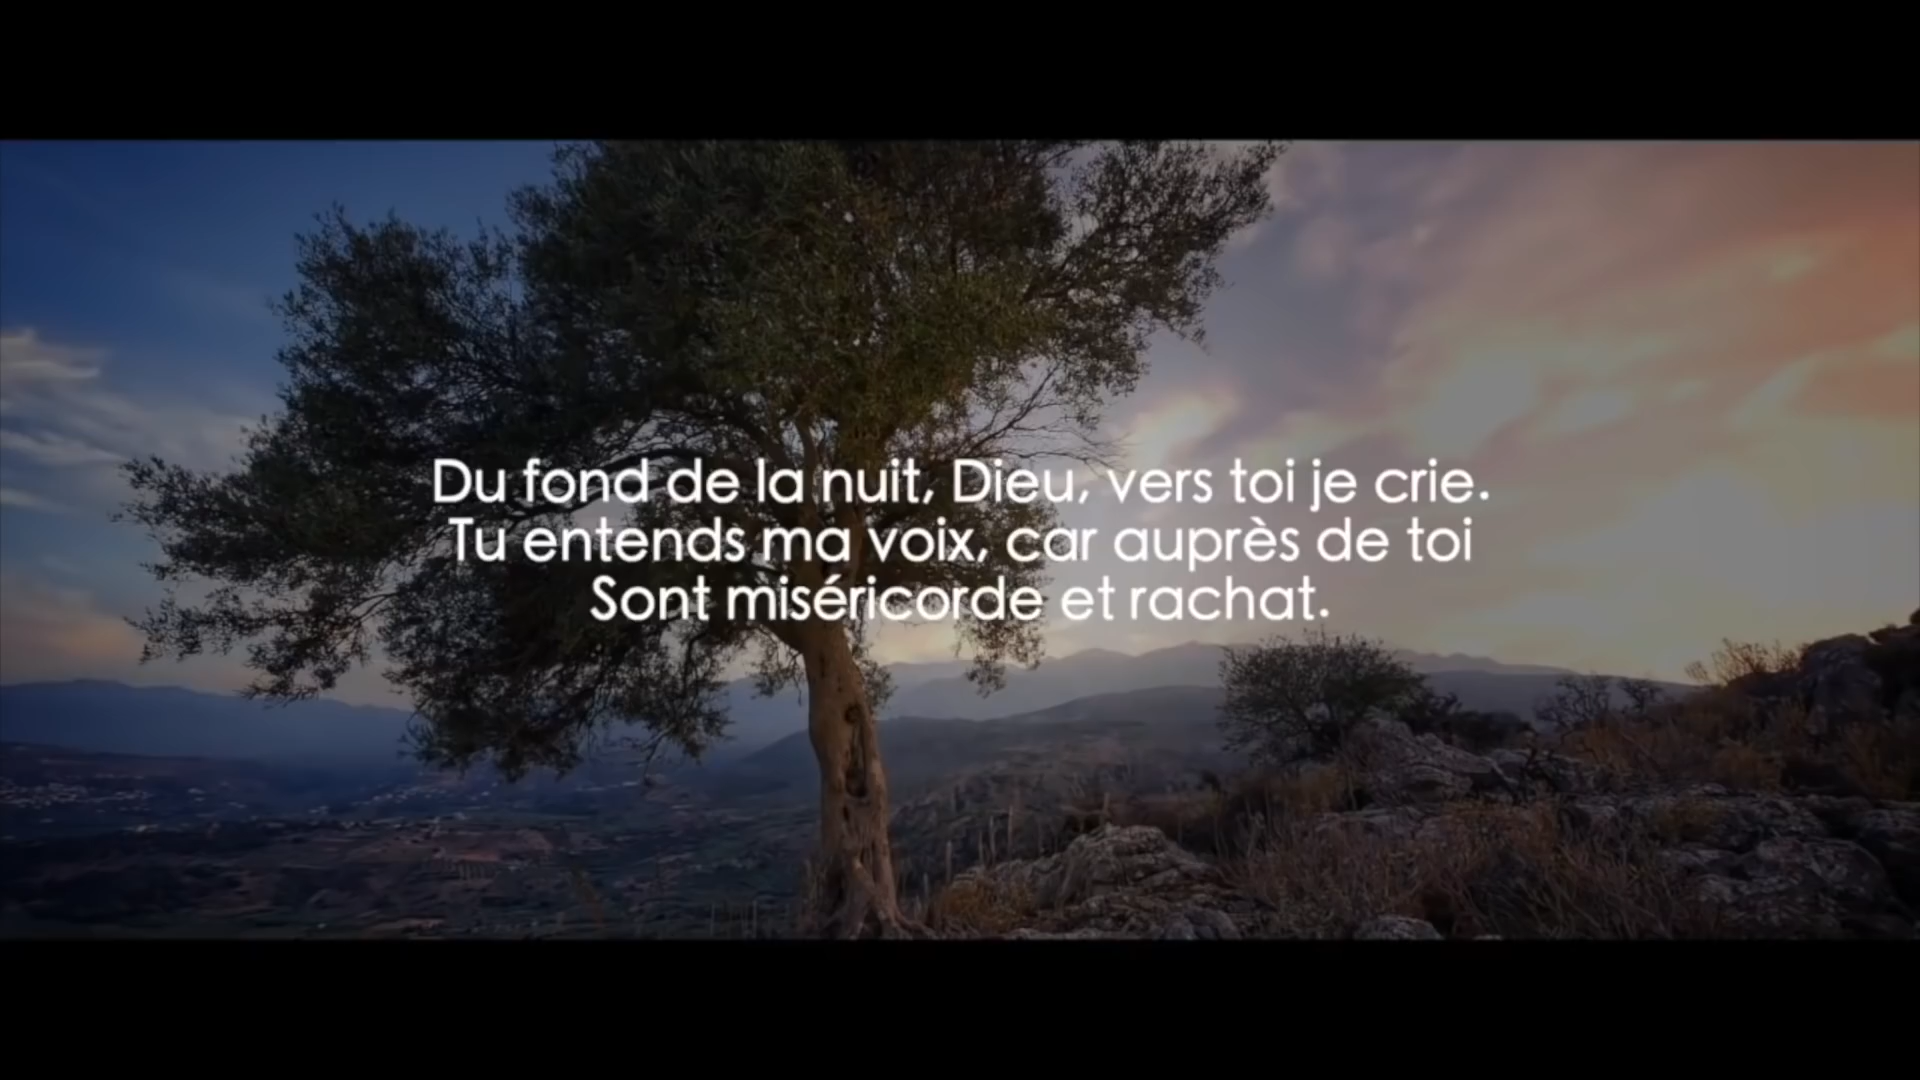 Du fond de la nuit, Dieu, vers toi je crie.
Tu entends ma voix, car auprès de toi
Sont miséricorde et rachat.